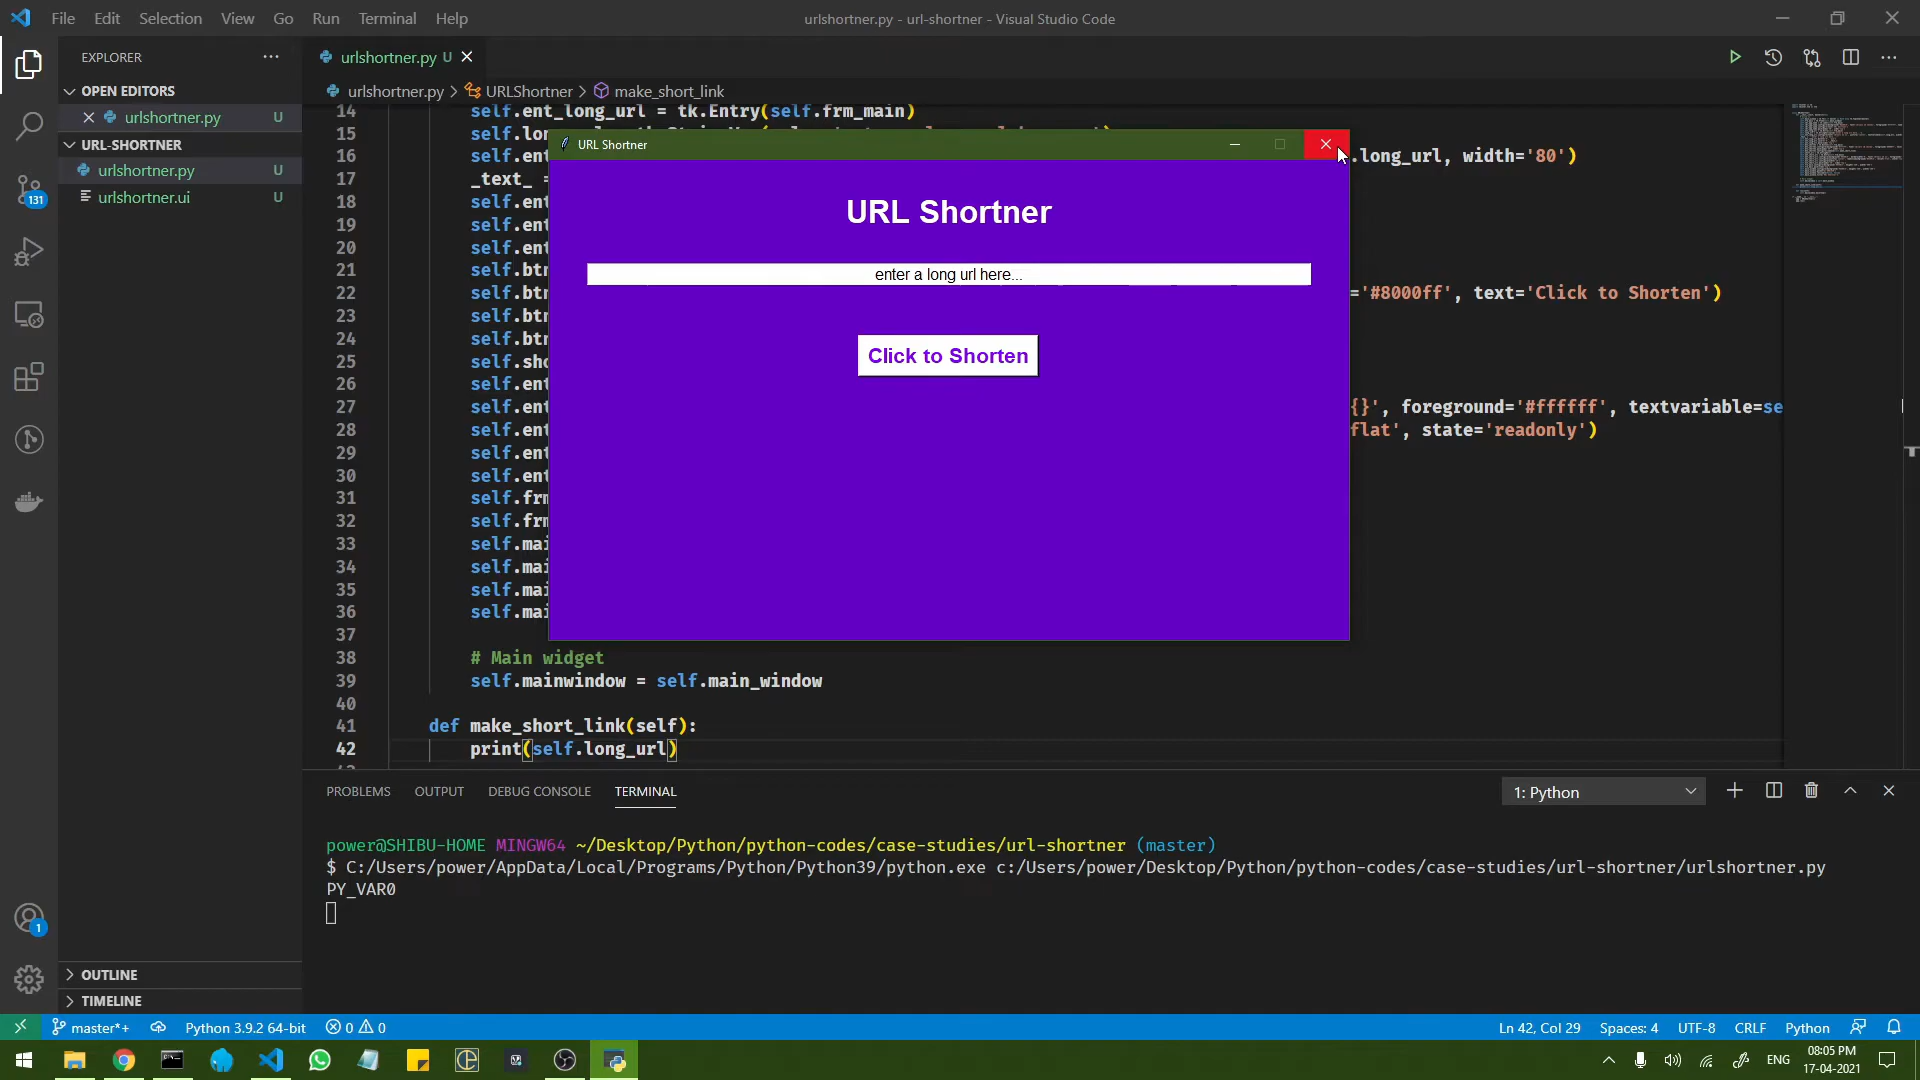 File Edit Selection View Go Run Terminal Help
urlshortner.py - url-shortner - Visual Studio Code
EXPLORER
OPEN EDITORS
urlshortner.py U
URL-SHORTNER
urlshortner.py U
urlshortner.ui U
131
1
OUTLINE
TIMELINE
urlshortner.py U
urlshortner.py > URLShortner > make_short_link
14 self.ent_long_url = tk.Entry(self.frm_main)
15
16 self.ent .long_url, width='80')
17 _text_ =
18 self.ent
19 self.ent
20 self.ent
21 self.btn
22 self.btn ='#8000ff', text='Click to Shorten')
23 self.btn
24 self.btn
25 self.sho
26 self.ent
27 self.ent {}', foreground='#ffffff', textvariable=se
28 self.ent flat', state='readonly')
29 self.ent
30 self.ent
31 self.frm
32 self.frm
33 self.mai
34 self.mai
35 self.mai
36 self.mai
37
38 # Main widget
39 self.mainwindow = self.main_window
40
41 def make_short_link(self):
42 print(self.long_url)
URL Shortner
URL Shortner
enter a long url here...
Click to Shorten
PROBLEMS OUTPUT DEBUG CONSOLE TERMINAL
1: Python
power@SHIBU-HOME MINGW64 ~/Desktop/Python/python-codes/case-studies/url-shortner (master)
$ C:/Users/power/AppData/Local/Programs/Python/Python39/python.exe c:/Users/power/Desktop/Python/python-codes/case-studies/url-shortner/urlshortner.py
PY_VAR0
master*+ Python 3.9.2 64-bit 0 0
Ln 42, Col 29 Spaces: 4 UTF-8 CRLF Python
ENG
08:05 PM
17-04-2021